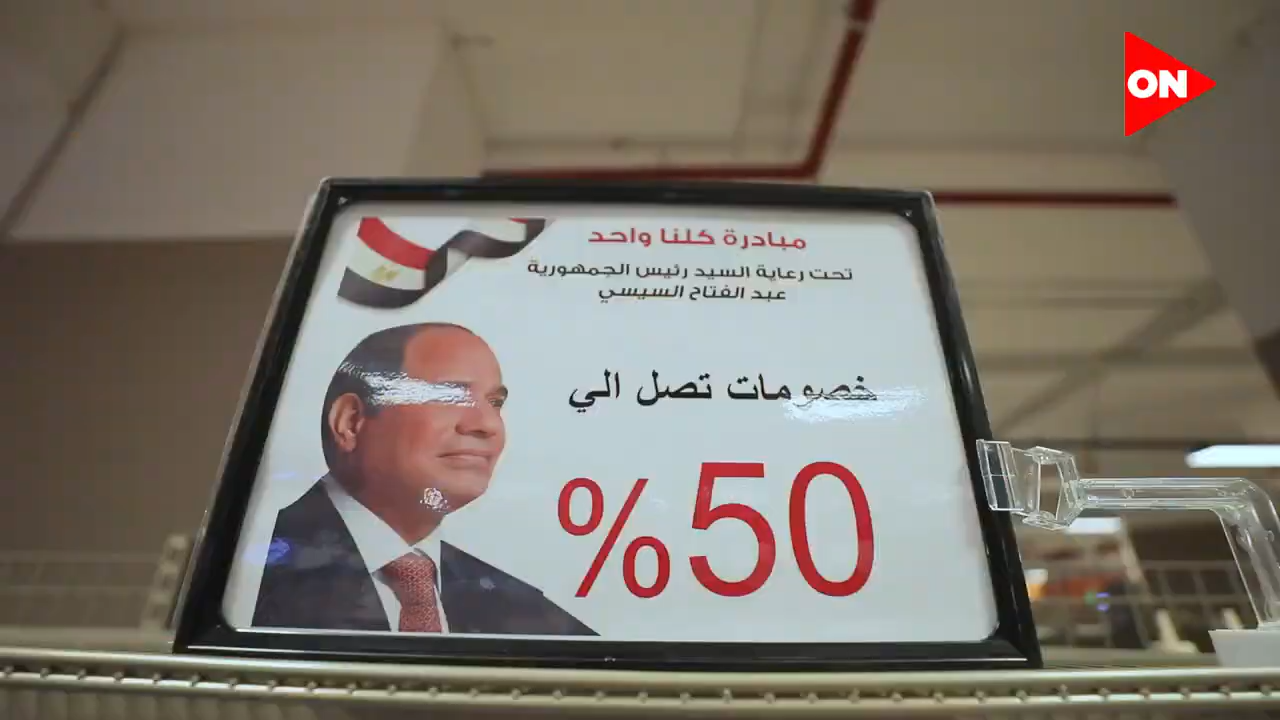 ON
مبادرة كلنا واحد
تحت رعاية السيد رئيس الجمهورية
عبد الفتاح السيسي
خصومات تصل الي
%50